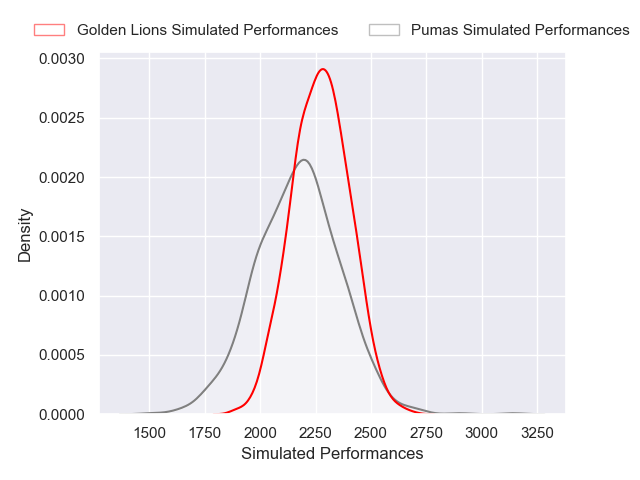 Golden Lions Simulated Performances Pumas Simulated Performances
0.0030
0.0025
0.0020
0.0015
0.0010
0.0005
0.0000
Density
1500 1750 2000 2250 2500 2750 3000 3250
Simulated Performances